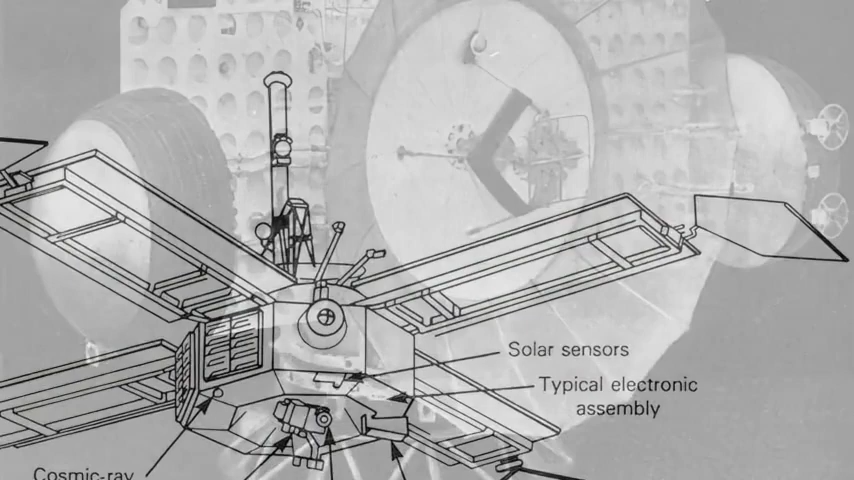 Solar sensors
Typical electronic
assembly
Cosmic-ray